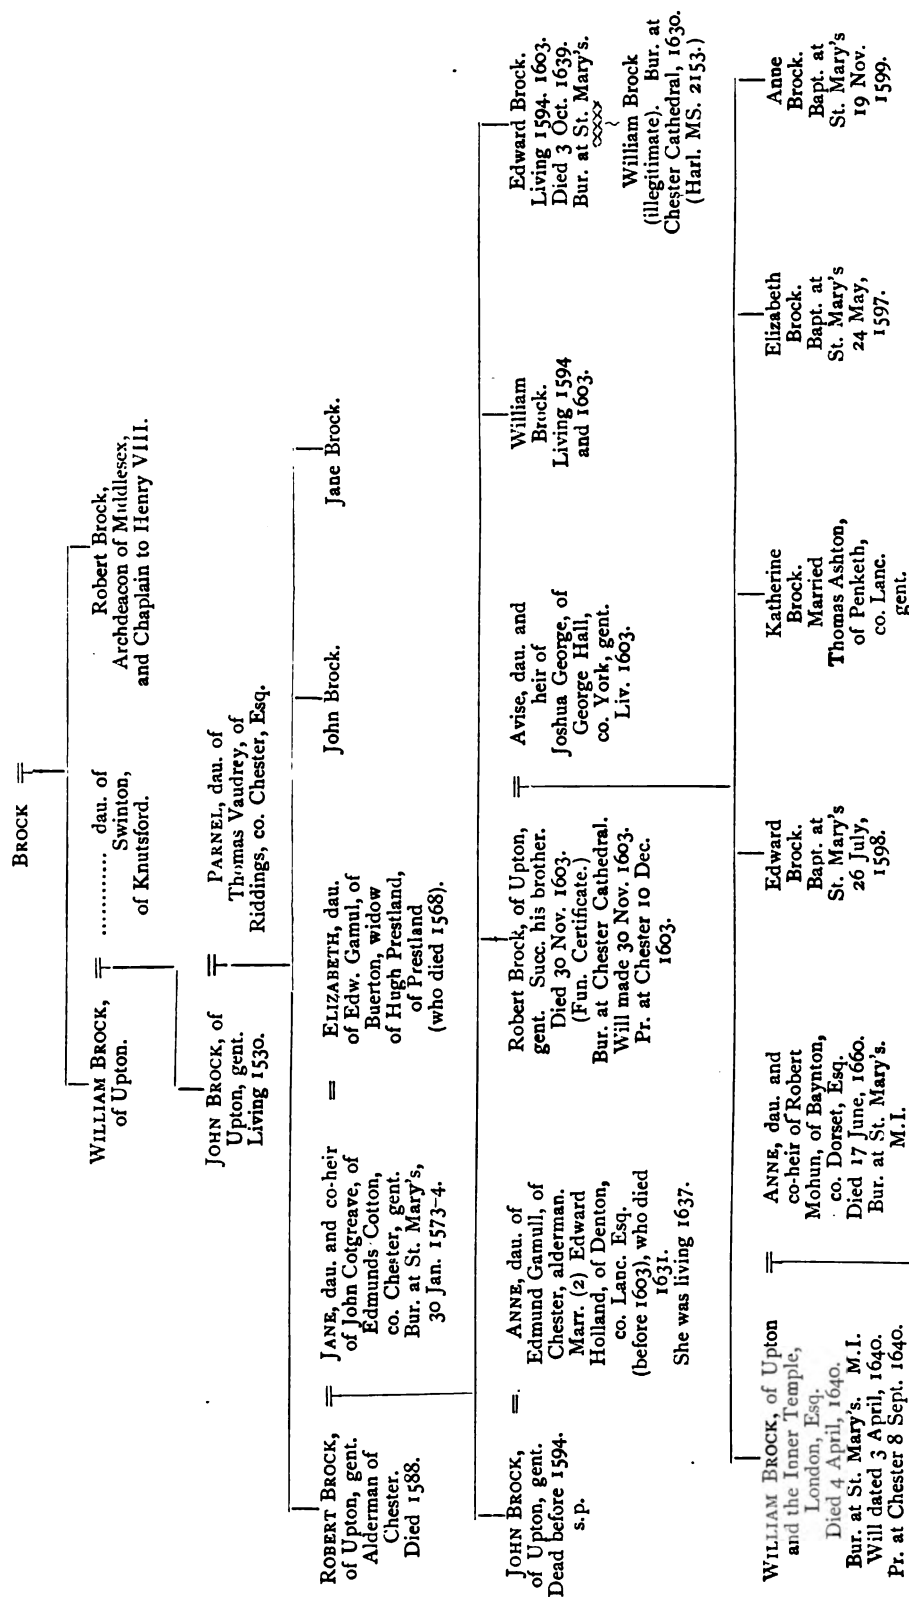 BROCK
WILLIAM BROCK,
of Upton.
............ dau. of
Swinton,
of Knutsford.
Robert Brock,
Archdeacon of Middlesex,
and Chaplain to Henry VIII.
JOHN BROCK, of
Upton, gent.
Living 1530.
PARNEL, dau. of
Thomas Vaudrey, of
Riddings, co. Chester, Esq.
ROBERT BROCK,
of Upton, gent.
Alderman of
Chester.
Died 1588.
JANE, dau. and co-heir
of John Cotgreave, of
Edmunds Cotton,
co. Chester, gent.
Bur. at St. Mary's,
30 Jan. 1573-4.
=
ELIZABETH, dau.
of Edw. Gamul, of
Buerton, widow
of Hugh Prestland,
of Prestland
(who died 1568).
John Brock.
Jane Brock.
JOHN BROCK,
of Upton, gent.
Dead before 1594.
s.p.
=.
ANNE, dau. of
Edmund Gamull, of
Chester, alderman.
Marr. (2) Edward
Holland, of Denton,
co. Lanc. Esq.
(before 1603), who died
1631.
She was living 1637.
Robert Brock, of Upton,
gent. Succ. his brother.
Died 30 Nov. 1603.
(Fun. Certificate.)
Bur. at Chester Cathedral.
Will made 30 Nov. 1603.
Pr. at Chester 10 Dec.
1603.
Avise, dau. and
heir of
Joshua George, of
George Hall,
co. York, gent.
Liv. 1603.
William
Brock.
Living 1594
and 1603.
Edward Brock.
Living 1594. 1603.
Died 3 Oct. 1639.
Bur. at St. Mary's.
William Brock
(illegitimate). Bur. at
Chester Cathedral, 1630.
(Harl. MS. 2153.)
WILLIAM BROCK, of Upton
and the Inner Temple,
London, Esq.
Died 4 April, 1640.
Bur. at St. Mary's. M.I.
Will dated 3 April, 1640.
Pr. at Chester 8 Sept. 1640.
ANNE, dau. and
co-heir of Robert
Mohun, of Baynton,
co. Dorset, Esq.
Died 17 June, 1660.
Bur. at St. Mary's.
M.I.
Edward
Brock.
Bapt. at
St. Mary's
26 July,
1598.
Katherine
Brock.
Married
Thomas Ashton,
of Penketh,
co. Lanc.
gent.
Elizabeth
Brock.
Bapt. at
St. Mary's
24 May,
1597.
Anne
Brock.
Bapt. at
St. Mary's
19 Nov.
1599.